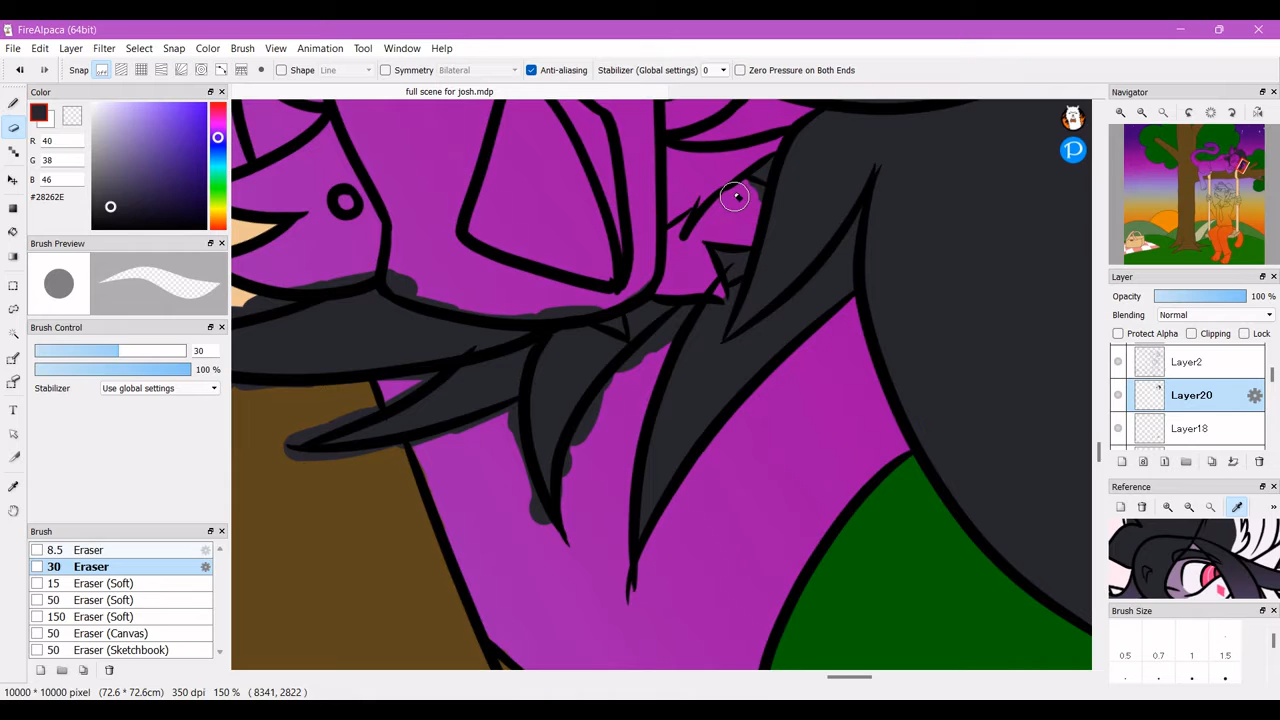 FireAlpaca (64bit)
File Edit Layer Filter Select Snap Color Brush View Animation Tool Window Help
Snap Shape Line Symmetry Bilateral Anti-aliasing Stabilizer (Global settings) 0 Zero Pressure on Both Ends
Color
full scene for josh.mdp
Navigator
R 40
G 38
B 46
#28262E
Brush Preview
Brush Control
30
100 %
Stabilizer Use global settings
Layer
Opacity 100 %
Blending Normal
Protect Alpha Clipping Lock
Layer2
Layer20
Layer18
Reference
Brush
8.5 Eraser
30 Eraser
15 Eraser (Soft)
50 Eraser (Soft)
150 Eraser (Soft)
50 Eraser (Canvas)
50 Eraser (Sketchbook)
Brush Size
0.5 0.7 1 1.5
10000 * 10000 pixel (72.6 * 72.6cm) 350 dpi 150 % ( 8341, 2822 )